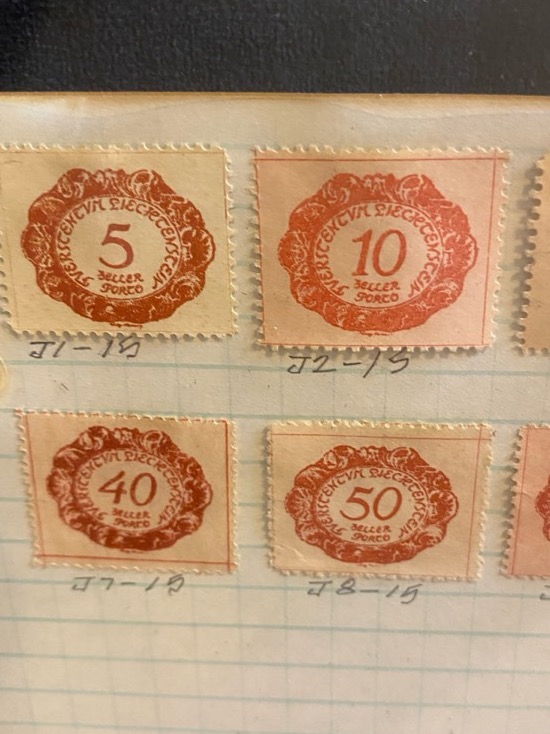 FVERSTENTVM LIECHTENSTEIN
5
HELLER
PORTO
J1-15
FVERSTENTVM LIECHTENSTEIN
10
HELLER
PORTO
J2-15
FVERSTENTVM LIECHTENSTEIN
40
HELLER
PORTO
J7-15
FVERSTENTVM LIECHTENSTEIN
50
HELLER
PORTO
J8-15